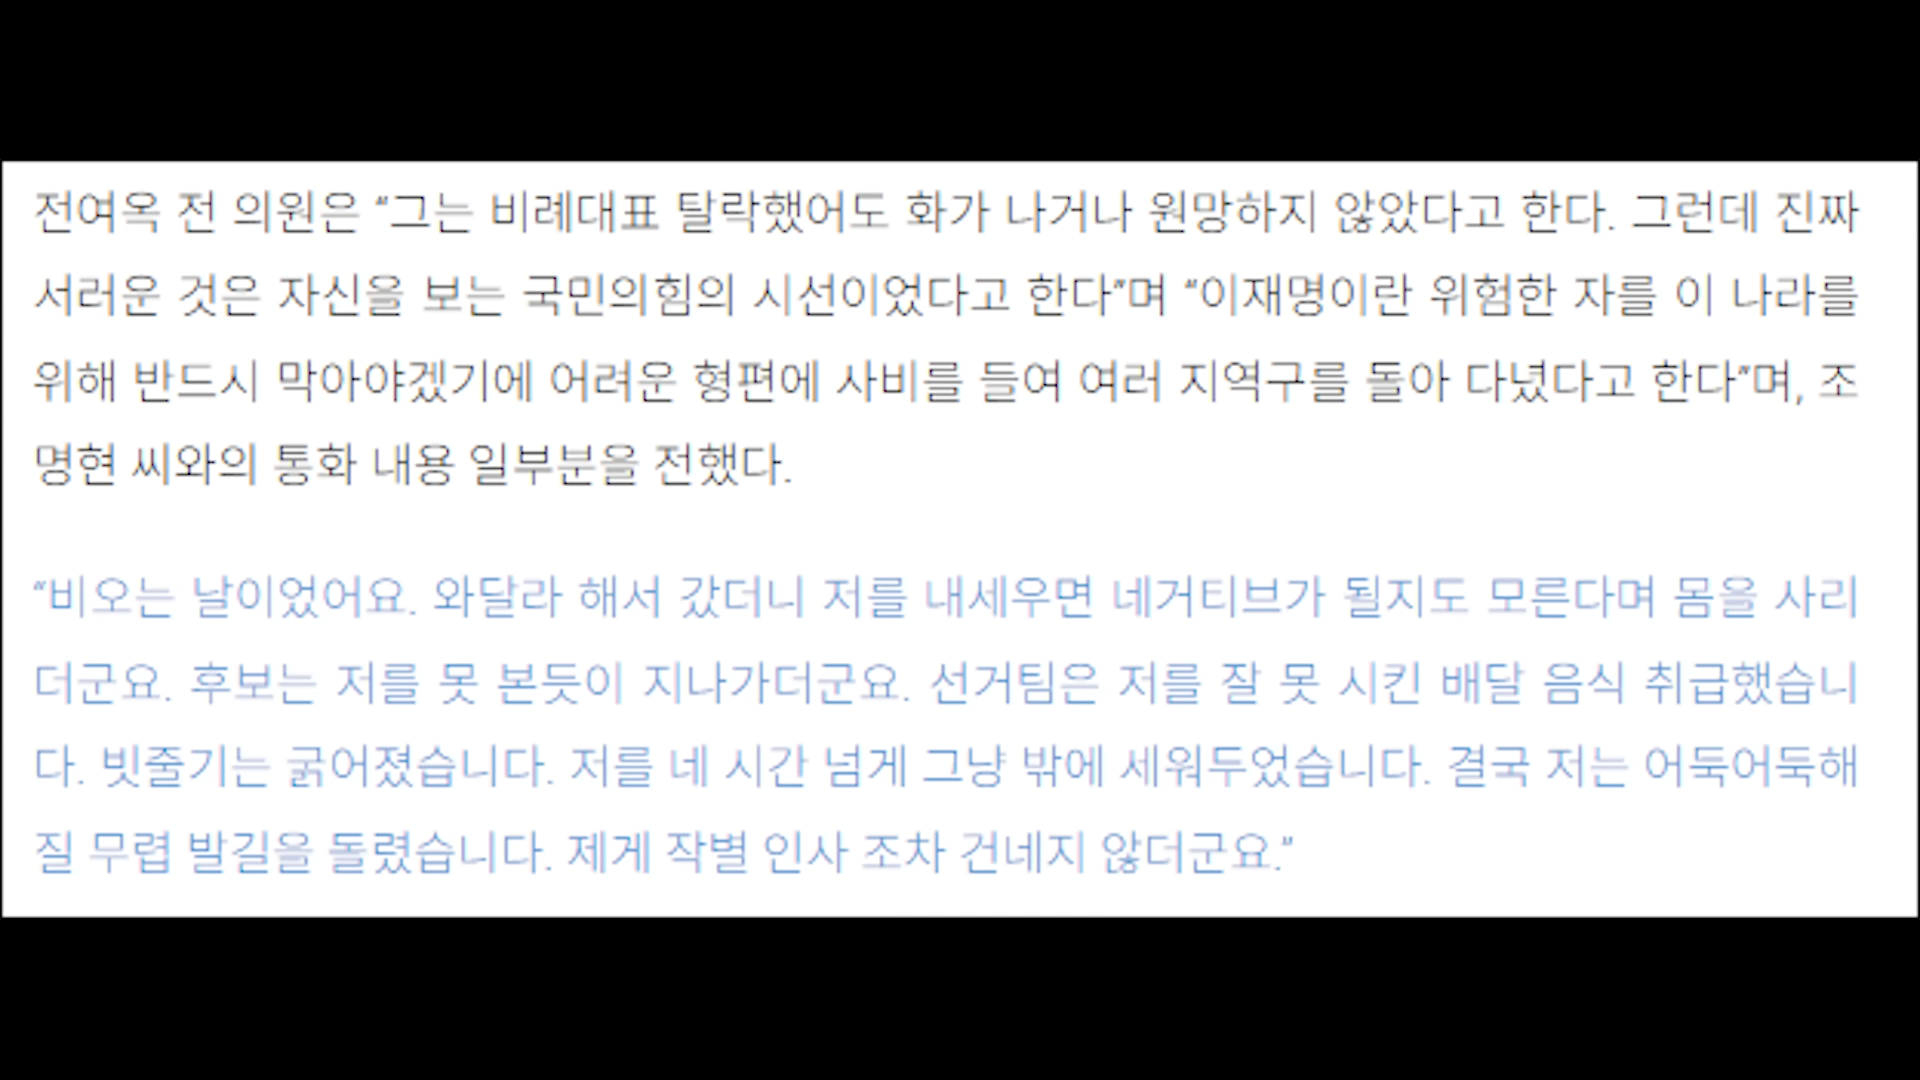 전여옥 전 의원은 “그는 비례대표 탈락했어도 화가 나거나 원망하지 않았다고 한다. 그런데 진짜
서러운 것은 자신을 보는 국민의힘의 시선이었다고 한다”며 “이재명이란 위험한 자를 이 나라를
위해 반드시 막아야겠기에 어려운 형편에 사비를 들여 여러 지역구를 돌아 다녔다고 한다”며, 조
명현 씨와의 통화 내용 일부분을 전했다.
“비오는 날이었어요. 와달라 해서 갔더니 저를 내세우면 네거티브가 될지도 모른다며 몸을 사리
더군요. 후보는 저를 못 본듯이 지나가더군요. 선거팀은 저를 잘 못 시킨 배달 음식 취급했습니
다. 빗줄기는 굵어졌습니다. 저를 네 시간 넘게 그냥 밖에 세워두었습니다. 결국 저는 어둑어둑해
질 무렵 발길을 돌렸습니다. 제게 작별 인사 조차 건네지 않더군요.”